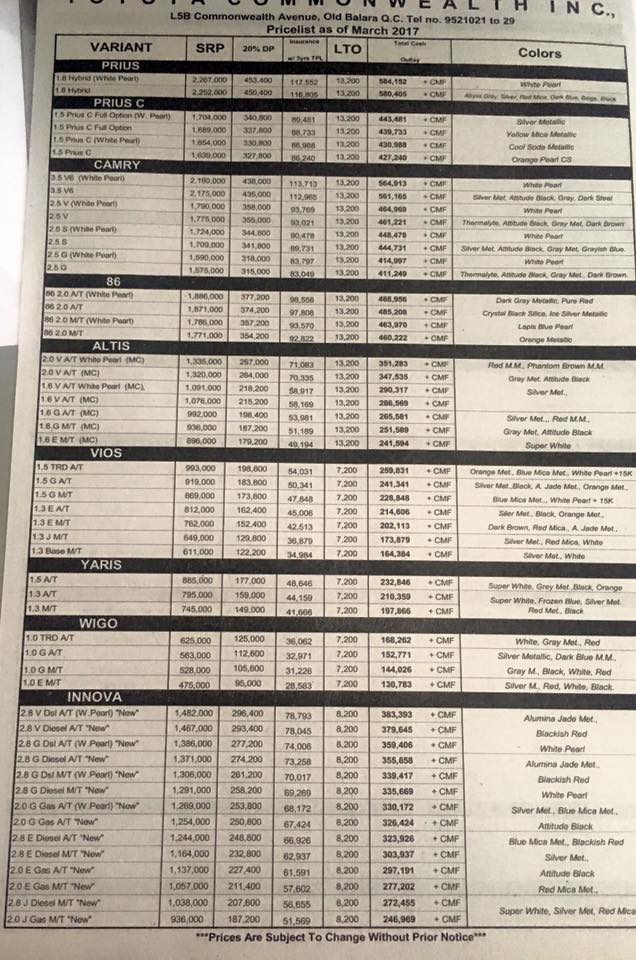 TOYOTA COMMONWEALTH INC.,
L5B Commonwealth Avenue, Old Balara Q.C. Tel no. 9521021 to 29
Pricelist as of March 2017
VARIANT SRP 20% DP Insurance w/ 3yrs TPL LTO Total Cash Outlay Colors
PRIUS
1.8 Hybrid (White Pearl) 2,267,000 453,400 117,552 13,200 584,152 + CMF White Pearl
1.8 Hybrid 2,252,000 450,400 116,805 13,200 580,405 + CMF Abyss Gray, Silver, Red Mica, Dark Blue, Beige, Black
PRIUS C
1.5 Prius C Full Option (W. Pearl) 1,704,000 340,800 89,481 13,200 443,481 + CMF Silver Metallic
1.5 Prius C Full Option 1,689,000 337,800 88,733 13,200 439,733 + CMF Yellow Mica Metallic
1.5 Prius C (White Pearl) 1,654,000 330,800 86,988 13,200 430,988 + CMF Cool Soda Metallic
1.5 Prius C 1,639,000 327,800 86,240 13,200 427,240 + CMF Orange Pearl CS
CAMRY
3.5 V6 (White Pearl) 2,190,000 438,000 113,713 13,200 564,913 + CMF White Pearl
3.5 V6 2,175,000 435,000 112,965 13,200 561,165 + CMF Silver Met, Attitude Black, Gray, Dark Steel
2.5 V (White Pearl) 1,790,000 358,000 93,769 13,200 464,969 + CMF White Pearl
2.5 V 1,775,000 355,000 93,021 13,200 461,221 + CMF Thermalyte, Attitude Black, Gray Met, Dark Brown
2.5 S (White Pearl) 1,724,000 344,800 90,478 13,200 448,478 + CMF White Pearl
2.5 S 1,709,000 341,800 89,731 13,200 444,731 + CMF Silver Met, Attitude Black, Gray Met, Grayish Blue.
2.5 G (White Pearl) 1,590,000 318,000 83,797 13,200 414,997 + CMF White Pearl
2.5 G 1,575,000 315,000 83,049 13,200 411,249 + CMF Thermalyte, Attitude Black, Gray Met., Dark Brown.
86
86 2.0 A/T (White Pearl) 1,886,000 377,200 98,556 13,200 488,956 + CMF Dark Gray Metallic, Pure Red
86 2.0 A/T 1,871,000 374,200 97,808 13,200 485,208 + CMF Crystal Black Silica, Ice Silver Metallic
86 2.0 M/T (White Pearl) 1,786,000 357,200 93,570 13,200 463,970 + CMF Lapis Blue Pearl
86 2.0 M/T 1,771,000 354,200 92,822 13,200 460,222 + CMF Orange Metallic
ALTIS
2.0 V A/T White Pearl (MC) 1,335,000 267,000 71,083 13,200 351,283 + CMF Red M.M., Phantom Brown M.M.
2.0 V A/T (MC) 1,320,000 264,000 70,335 13,200 347,535 + CMF Gray Met, Attitude Black
1.6 V A/T White Pearl (MC), 1,091,000 218,200 58,917 13,200 290,317 + CMF Silver Met.,
1.6 V A/T (MC) 1,076,000 215,200 58,169 13,200 286,569 + CMF
1.6 G A/T (MC) 992,000 198,400 53,981 13,200 265,581 + CMF Silver Met.., Red M.M.,
1.6 G M/T (MC) 936,000 187,200 51,189 13,200 251,589 + CMF Gray Met, Attitude Black
1.6 E M/T (MC) 896,000 179,200 49,194 13,200 241,594 + CMF Super White
VIOS
1.5 TRD A/T 993,000 198,600 54,031 7,200 259,831 + CMF Orange Met., Blue Mica Met., White Pearl +15K
1.5 G A/T 919,000 183,800 50,341 7,200 241,341 + CMF Silver Met.,Black, A. Jade Met., Orange Met.,
1.5 G M/T 869,000 173,800 47,848 7,200 228,848 + CMF Blue Mica Met.., White Pearl + 15K
1.3 E A/T 812,000 162,400 45,006 7,200 214,606 + CMF Siler Met., Black, Orange Met.,
1.3 E M/T 762,000 152,400 42,513 7,200 202,113 + CMF Dark Brown, Red Mica., A. Jade Met.,
1.3 J M/T 649,000 129,800 36,879 7,200 173,879 + CMF Silver Met., Red Mica, White
1.3 Base M/T 611,000 122,200 34,984 7,200 164,384 + CMF Silver Met., White
YARIS
1.5 A/T 885,000 177,000 48,646 7,200 232,846 + CMF Super White, Grey Met.,Black, Orange
1.3 A/T 795,000 159,000 44,159 7,200 210,359 + CMF Super White, Frozen Blue, Silver Met.
1.3 M/T 745,000 149,000 41,666 7,200 197,866 + CMF Red Met., Black
WIGO
1.0 TRD A/T 625,000 125,000 36,062 7,200 168,262 + CMF White, Gray Met., Red
1.0 G A/T 563,000 112,600 32,971 7,200 152,771 + CMF Silver Metallic, Dark Blue M.M.,
1.0 G M/T 528,000 105,600 31,226 7,200 144,026 + CMF Gray M., Black, White, Red
1.0 E M/T 475,000 95,000 28,583 7,200 130,783 + CMF Silver M., Red, White, Black.
INNOVA
2.8 V Dsl A/T (W.Pearl) "New" 1,482,000 296,400 78,793 8,200 383,393 + CMF Alumina Jade Met.,
2.8 V Diesel A/T "New" 1,467,000 293,400 78,045 8,200 379,645 + CMF Blackish Red
2.8 G Dsl A/T (W.Pearl) "New" 1,386,000 277,200 74,006 8,200 359,406 + CMF White Pearl
2.8 G Diesel A/T "New" 1,371,000 274,200 73,258 8,200 355,658 + CMF Alumina Jade Met..
2.8 G Dsl M/T (W.Pearl) "New" 1,306,000 261,200 70,017 8,200 339,417 + CMF Blackish Red
2.8 G Diesel M/T "New" 1,291,000 258,200 69,269 8,200 335,669 + CMF White Pearl
2.0 G Gas A/T (W.Pearl) "New" 1,269,000 253,800 68,172 8,200 330,172 + CMF Silver Met., Blue Mica Met.,
2.0 G Gas A/T "New" 1,254,000 250,800 67,424 8,200 326,424 + CMF Attitude Black
2.8 E Diesel A/T "New" 1,244,000 248,800 66,926 8,200 323,926 + CMF Blue Mica Met., Blackish Red
2.8 E Diesel M/T "New" 1,164,000 232,800 62,937 8,200 303,937 + CMF Silver Met..
2.0 E Gas A/T "New" 1,137,000 227,400 61,591 8,200 297,191 + CMF Attitude Black
2.0 E Gas M/T "New" 1,057,000 211,400 57,602 8,200 277,202 + CMF Red Mica Met.,
2.8 J Diesel M/T "New" 1,038,000 207,600 56,655 8,200 272,455 + CMF Super White, Silver Met, Red Mica
2.0 J Gas M/T "New" 936,000 187,200 51,569 8,200 246,969 + CMF
***Prices Are Subject To Change Without Prior Notice***